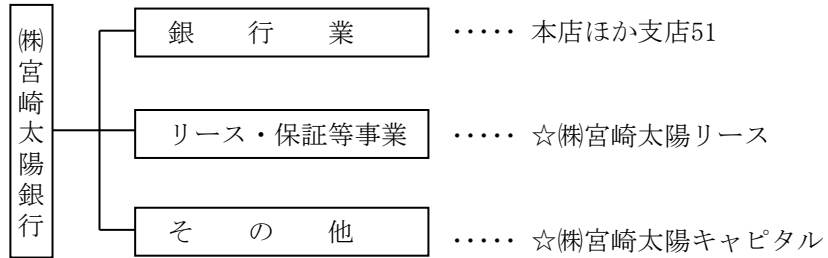 ㈱宮崎太陽銀行
銀行業 ····· 本店ほか支店51
リース・保証等事業 ····· ☆㈱宮崎太陽リース
その他 ····· ☆㈱宮崎太陽キャピタル